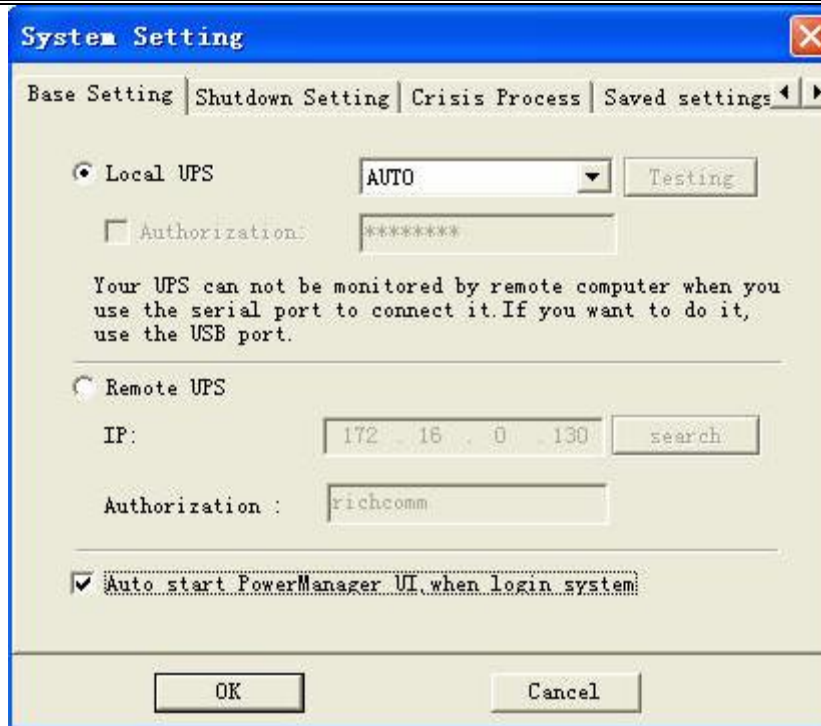 System Setting
Base Setting Shutdown Setting Crisis Process Saved settings
Local UPS AUTO Testing
Authorization: ********
Your UPS can not be monitored by remote computer when you
use the serial port to connect it.If you want to do it,
use the USB port.
Remote UPS
IP: 172 . 16 . 0 . 130 search
Authorization : richcomm
Auto start PowerManager UI,when login system
OK Cancel